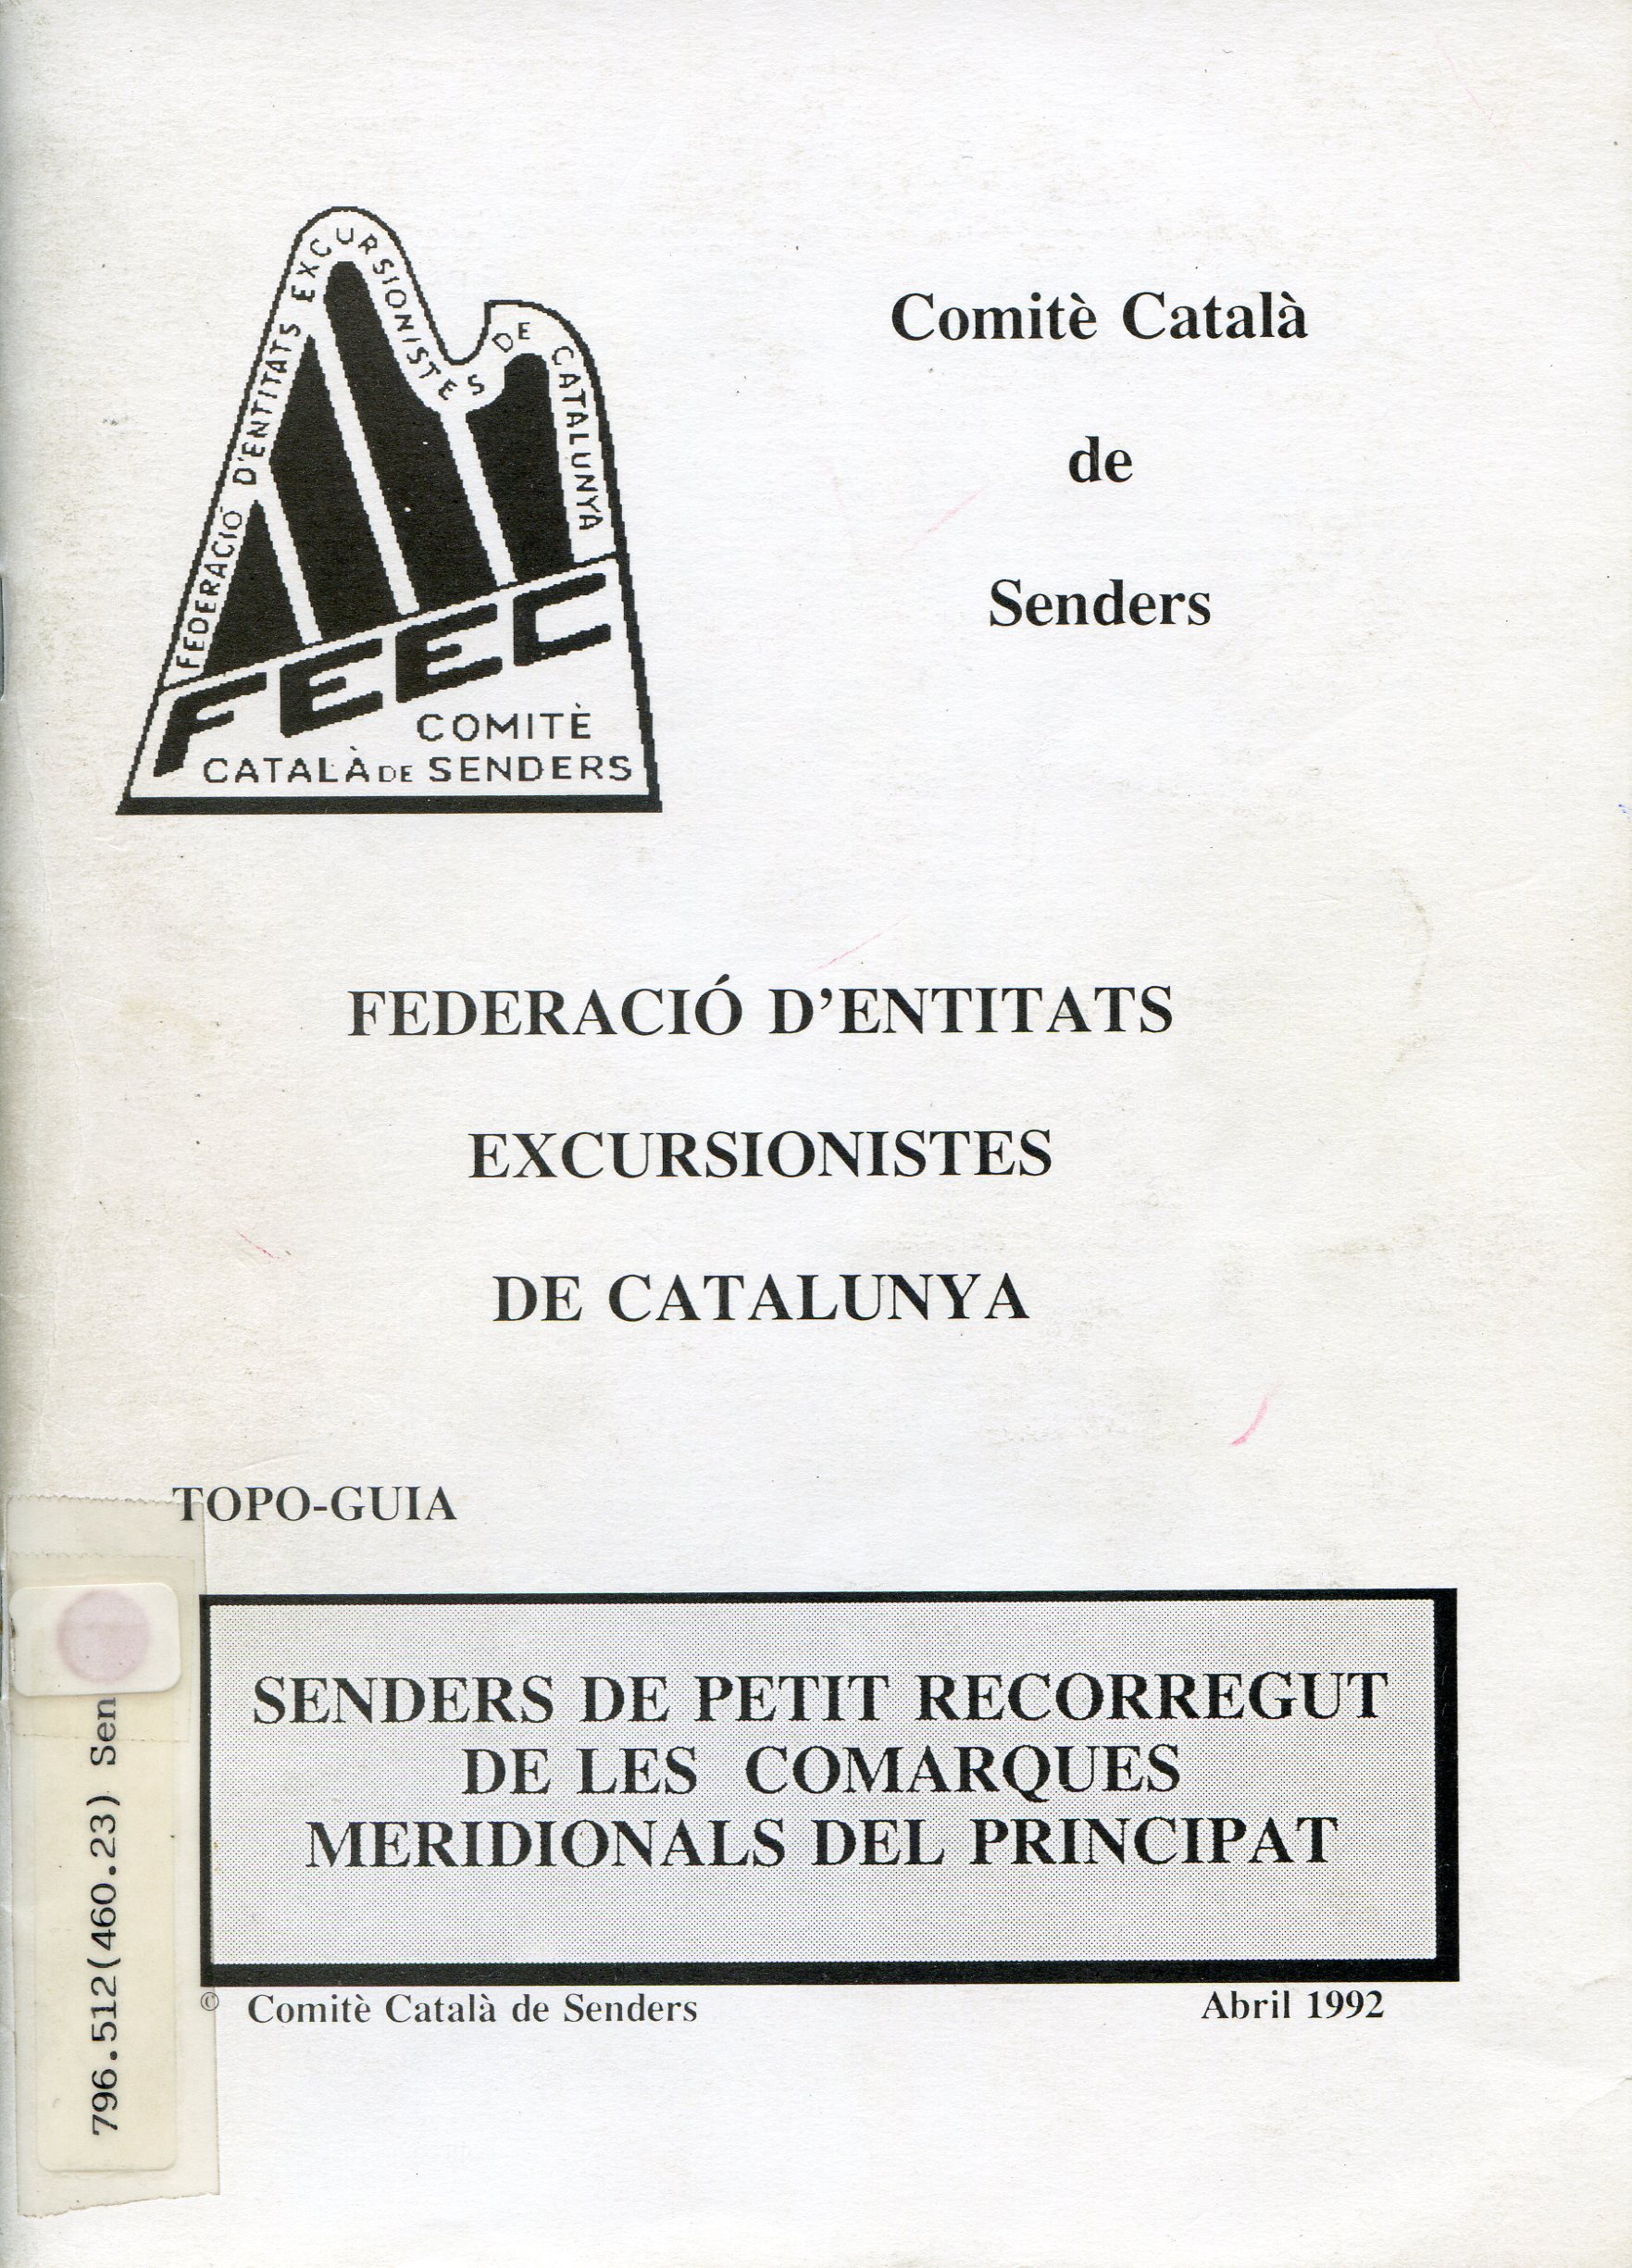 FEDERACIÓ D'ENTITATS EXCURSIONISTES DE CATALUNYA
FEEC
COMITÈ
CATALÀ DE SENDERS
Comitè Català
de
Senders
FEDERACIÓ D'ENTITATS
EXCURSIONISTES
DE CATALUNYA
TOPO-GUIA
SENDERS DE PETIT RECORREGUT
DE LES COMARQUES
MERIDIONALS DEL PRINCIPAT
© Comitè Català de Senders
Abril 1992
796.512(460.23) Sen